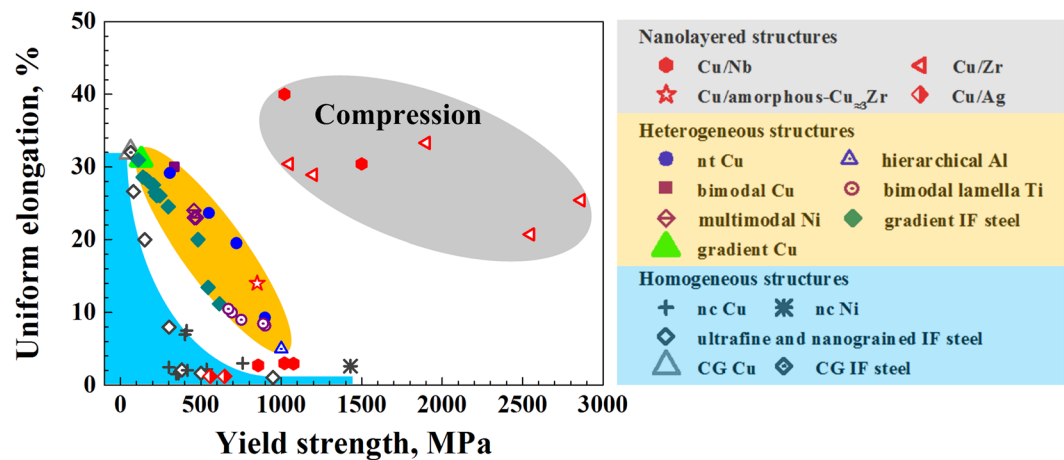 50
40
30
20
10
0
Uniform elongation, %
Compression
0 500 1000 1500 2000 2500 3000
Yield strength, MPa
Nanolayered structures
Cu/Nb Cu/Zr
Cu/amorphous-Cu≈3Zr Cu/Ag
Heterogeneous structures
nt Cu hierarchical Al
bimodal Cu bimodal lamella Ti
multimodal Ni gradient IF steel
gradient Cu
Homogeneous structures
nc Cu nc Ni
ultrafine and nanograined IF steel
CG Cu CG IF steel